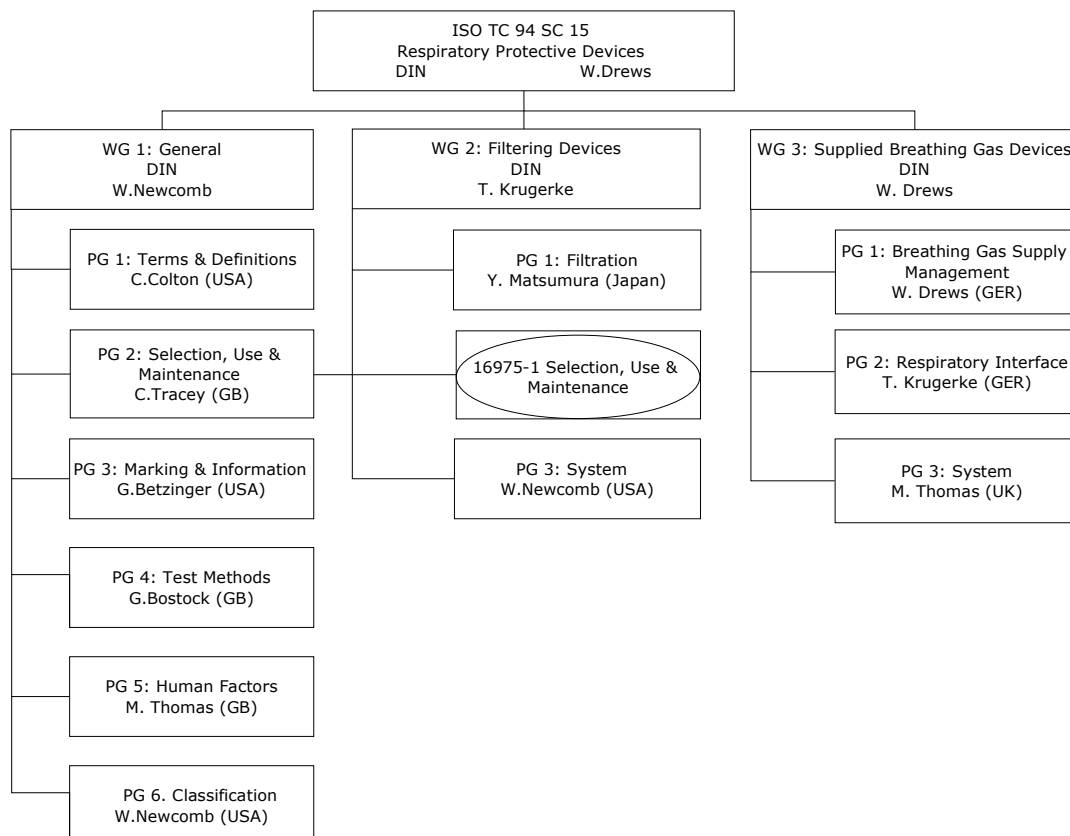 ISO TC 94 SC 15
Respiratory Protective Devices
DIN W.Drews
WG 1: General
DIN
W.Newcomb
PG 1: Terms & Definitions
C.Colton (USA)
PG 2: Selection, Use &
Maintenance
C.Tracey (GB)
PG 3: Marking & Information
G.Betzinger (USA)
PG 4: Test Methods
G.Bostock (GB)
PG 5: Human Factors
M. Thomas (GB)
PG 6. Classification
W.Newcomb (USA)
WG 2: Filtering Devices
DIN
T. Krugerke
PG 1: Filtration
Y. Matsumura (Japan)
16975-1 Selection, Use &
Maintenance
PG 3: System
W.Newcomb (USA)
WG 3: Supplied Breathing Gas Devices
DIN
W. Drews
PG 1: Breathing Gas Supply
Management
W. Drews (GER)
PG 2: Respiratory Interface
T. Krugerke (GER)
PG 3: System
M. Thomas (UK)